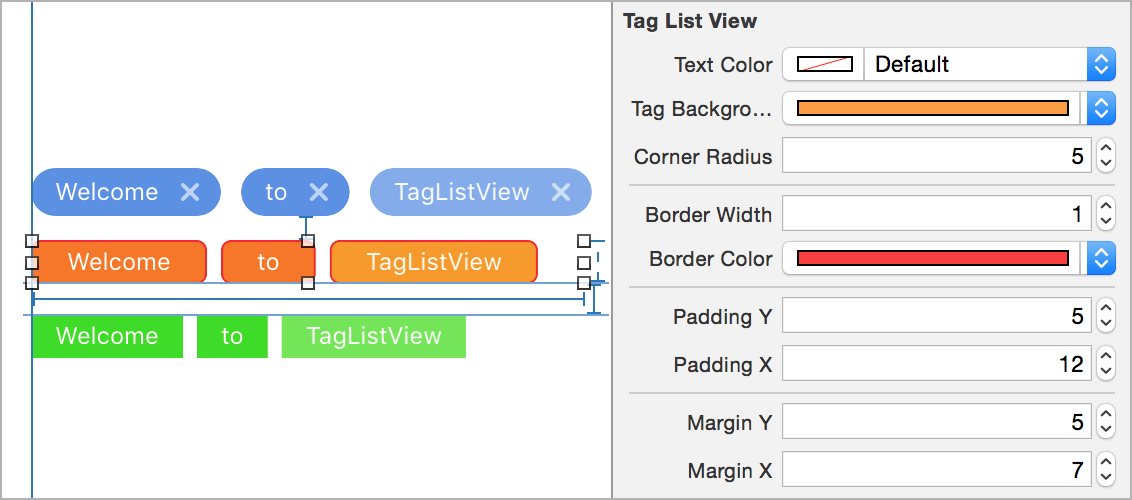 Welcome to TagListView
Welcome to TagListView
Welcome to TagListView
Tag List View
Text Color Default
Tag Backgro...
Corner Radius 5
Border Width 1
Border Color
Padding Y 5
Padding X 12
Margin Y 5
Margin X 7